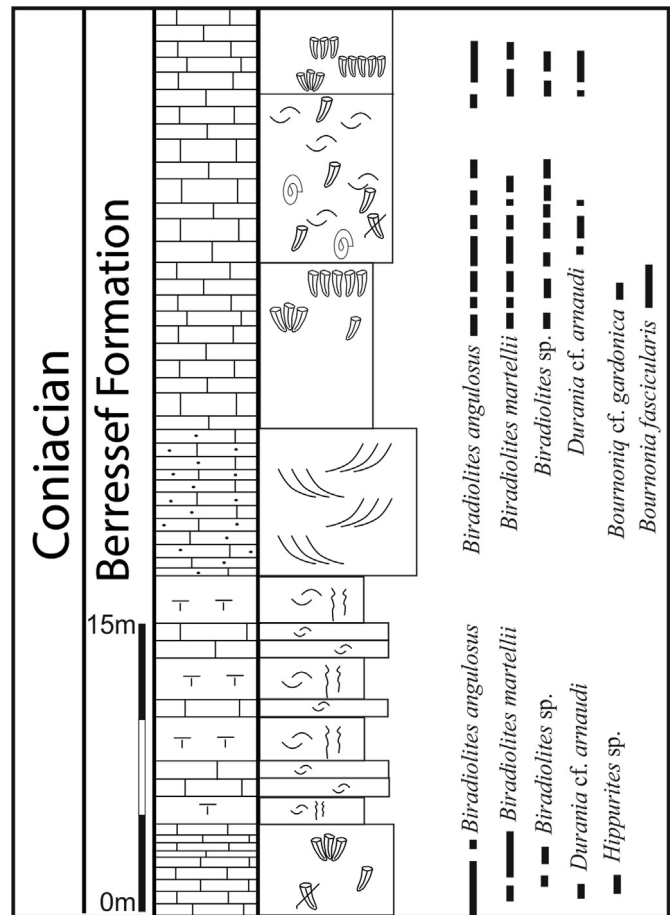 Coniacian
Berressef Formation
15m
0m
Biradiolites angulosus
Biradiolites martellii
Biradiolites sp.
Durania cf. arnaudi
Bournoniq cf. gardonica
Bournonia fascicularis
Biradiolites angulosus
Biradiolites martellii
Biradiolites sp.
Durania cf. arnaudi
Hippurites sp.